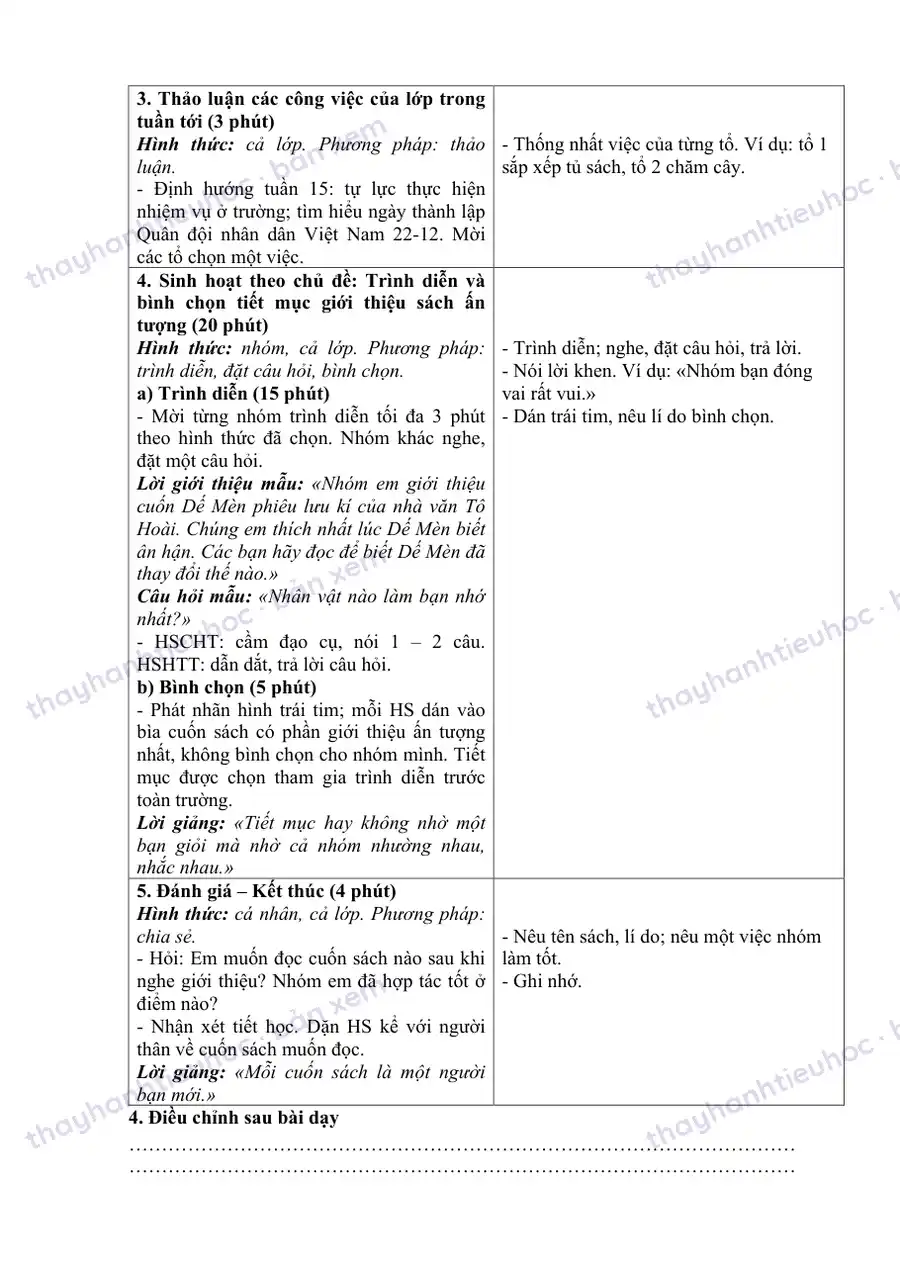 3. Thảo luận các công việc của lớp trong
tuần tới (3 phút)
Hình thức: cả lớp. Phương pháp: thảo
luận.
- Định hướng tuần 15: tự lực thực hiện
nhiệm vụ ở trường; tìm hiểu ngày thành lập
Quân đội nhân dân Việt Nam 22-12. Mời
các tổ chọn một việc.
- Thống nhất việc của từng tổ. Ví dụ: tổ 1
sắp xếp tủ sách, tổ 2 chăm cây.
4. Sinh hoạt theo chủ đề: Trình diễn và
bình chọn tiết mục giới thiệu sách ấn
tượng (20 phút)
Hình thức: nhóm, cả lớp. Phương pháp:
trình diễn, đặt câu hỏi, bình chọn.
a) Trình diễn (15 phút)
- Mời từng nhóm trình diễn tối đa 3 phút
theo hình thức đã chọn. Nhóm khác nghe,
đặt một câu hỏi.
Lời giới thiệu mẫu: «Nhóm em giới thiệu
cuốn Dế Mèn phiêu lưu kí của nhà văn Tô
Hoài. Chúng em thích nhất lúc Dế Mèn biết
ân hận. Các bạn hãy đọc để biết Dế Mèn đã
thay đổi thế nào.»
Câu hỏi mẫu: «Nhân vật nào làm bạn nhớ
nhất?»
- HSCHT: cầm đạo cụ, nói 1 – 2 câu.
HSHTT: dẫn dắt, trả lời câu hỏi.
b) Bình chọn (5 phút)
- Phát nhãn hình trái tim; mỗi HS dán vào
bìa cuốn sách có phần giới thiệu ấn tượng
nhất, không bình chọn cho nhóm mình. Tiết
mục được chọn tham gia trình diễn trước
toàn trường.
Lời giảng: «Tiết mục hay không nhờ một
bạn giỏi mà nhờ cả nhóm nhường nhau,
nhắc nhau.»
- Trình diễn; nghe, đặt câu hỏi, trả lời.
- Nói lời khen. Ví dụ: «Nhóm bạn đóng
vai rất vui.»
- Dán trái tim, nêu lí do bình chọn.
5. Đánh giá – Kết thúc (4 phút)
Hình thức: cá nhân, cả lớp. Phương pháp:
chia sẻ.
- Hỏi: Em muốn đọc cuốn sách nào sau khi
nghe giới thiệu? Nhóm em đã hợp tác tốt ở
điểm nào?
- Nhận xét tiết học. Dặn HS kể với người
thân về cuốn sách muốn đọc.
Lời giảng: «Mỗi cuốn sách là một người
bạn mới.»
- Nêu tên sách, lí do; nêu một việc nhóm
làm tốt.
- Ghi nhớ.
4. Điều chỉnh sau bài dạy
……………………………………………………………………………………………
……………………………………………………………………………………………
thayhanhtieuhoc · bản xem
thayhanhtieuhoc · b
thayhanhtieuhoc · bản xem
thayhanhtieuhoc · b
thayhanhtieuhoc · bản xem
thayhanhtieuhoc · b